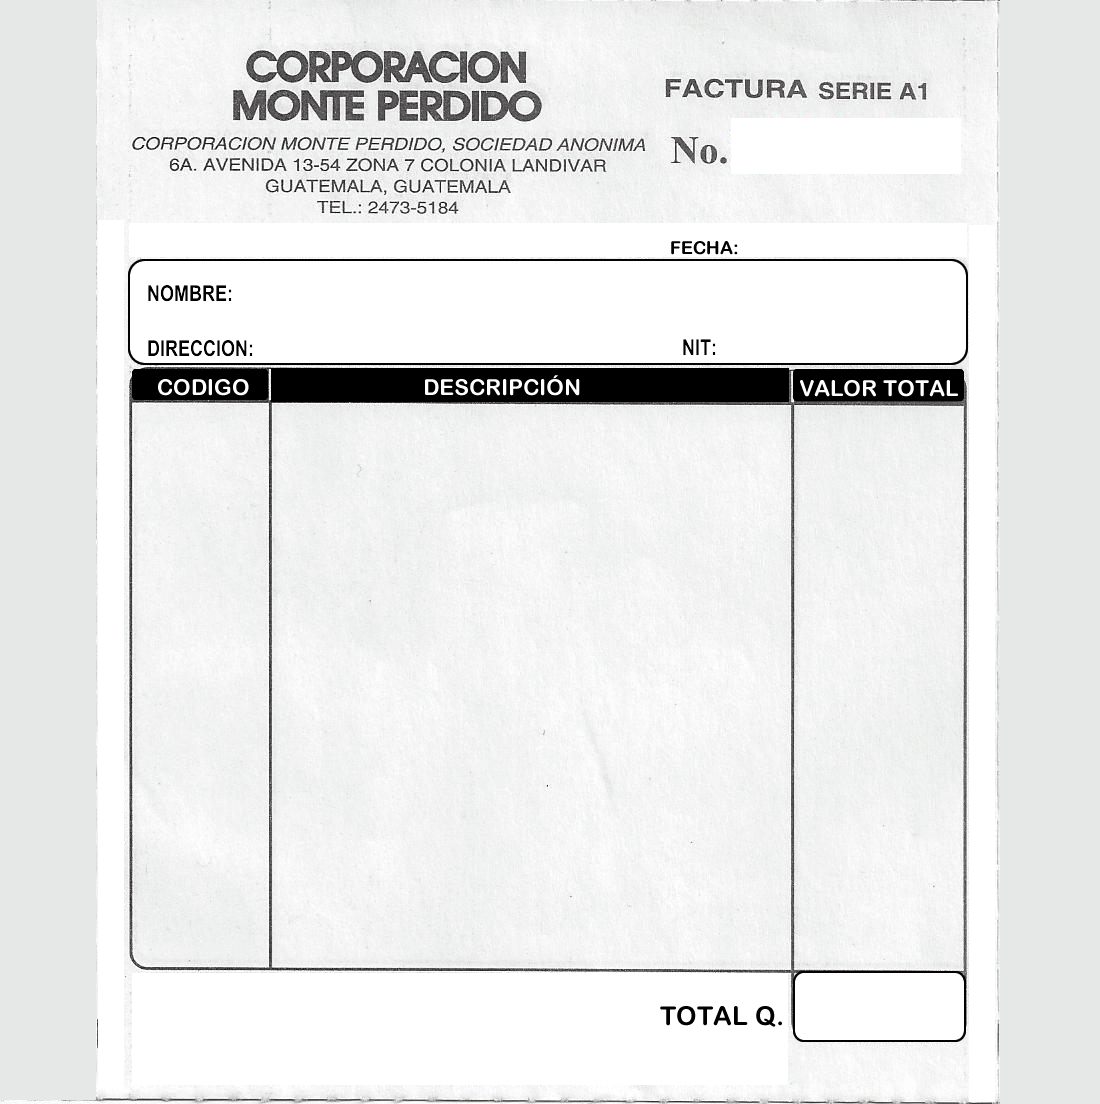 CORPORACION
MONTE PERDIDO
CORPORACION MONTE PERDIDO, SOCIEDAD ANONIMA
6A. AVENIDA 13-54 ZONA 7 COLONIA LANDIVAR
GUATEMALA, GUATEMALA
TEL.: 2473-5184
FACTURA SERIE A1
No.
FECHA:
NOMBRE:
DIRECCION: NIT:
CODIGO DESCRIPCIÓN VALOR TOTAL
TOTAL Q.